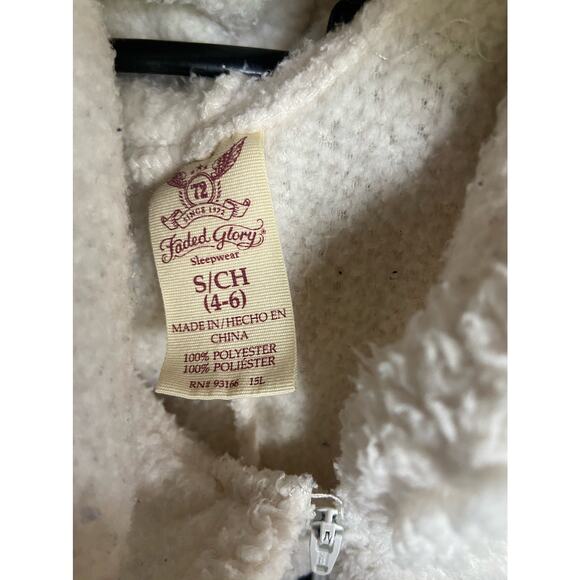 72
SINCE 1972
Faded Glory®
Sleepwear
S/CH
(4-6)
MADE IN/HECHO EN
CHINA
100% POLYESTER
100% POLIÉSTER
RN# 93166 15L